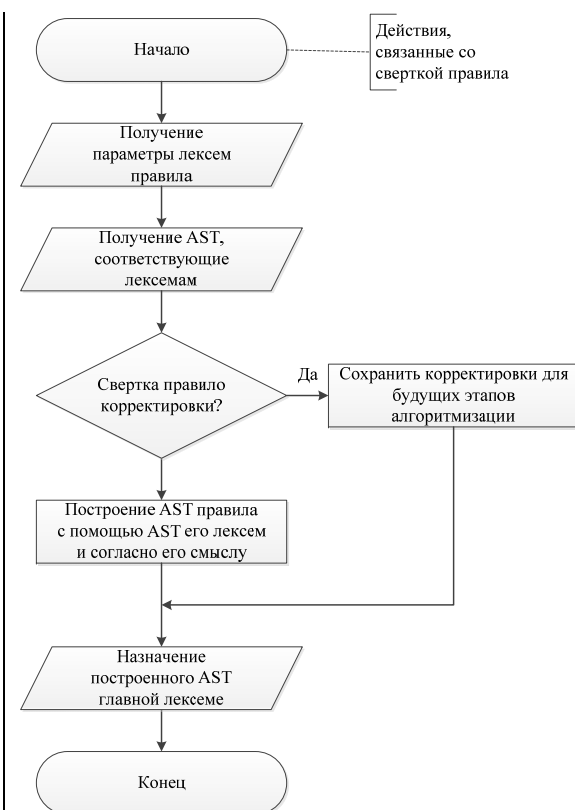 Начало
Действия,
связанные со
сверткой правила
Получение
параметры лексем
правила
Получение AST,
соответствующие
лексемам
Свертка правило
корректировки?
Да
Сохранить корректировки для
будущих этапов
алгоритмизации
Построение AST правила
с помощью AST его лексем
и согласно его смыслу
Назначение
построенного AST
главной лексеме
Конец